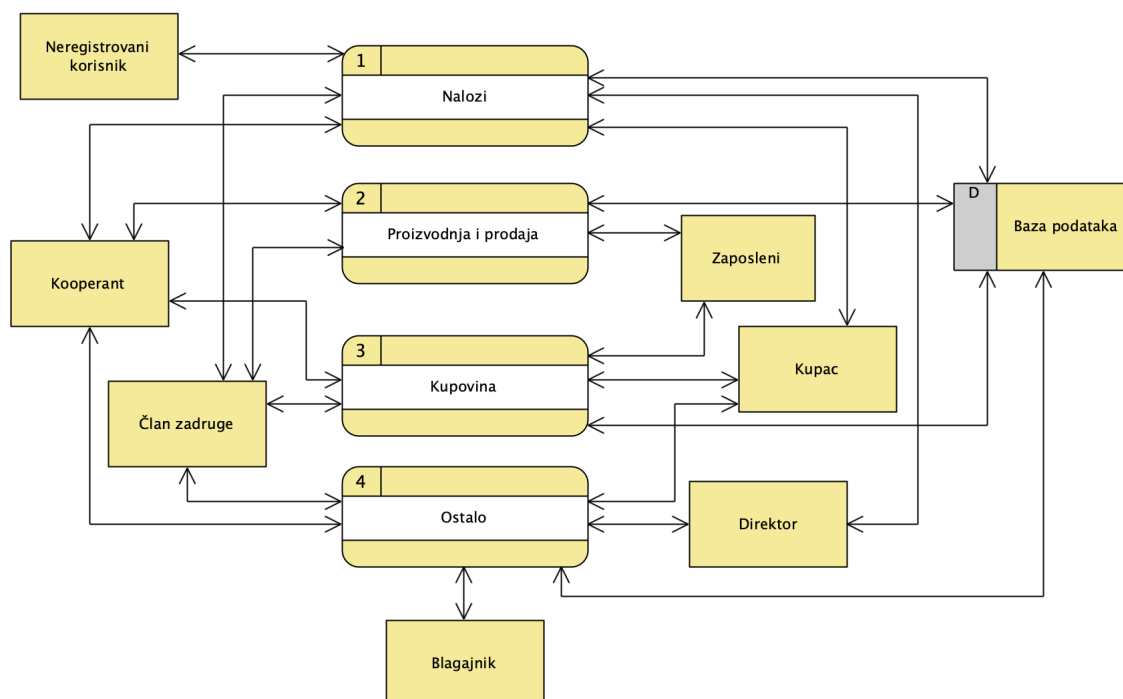 Neregistrovani
korisnik
1
Nalozi
2
Proizvodnja i prodaja
D
Baza podataka
Zaposleni
Kooperant
3
Kupovina
Kupac
Član zadruge
4
Ostalo
Direktor
Blagajnik